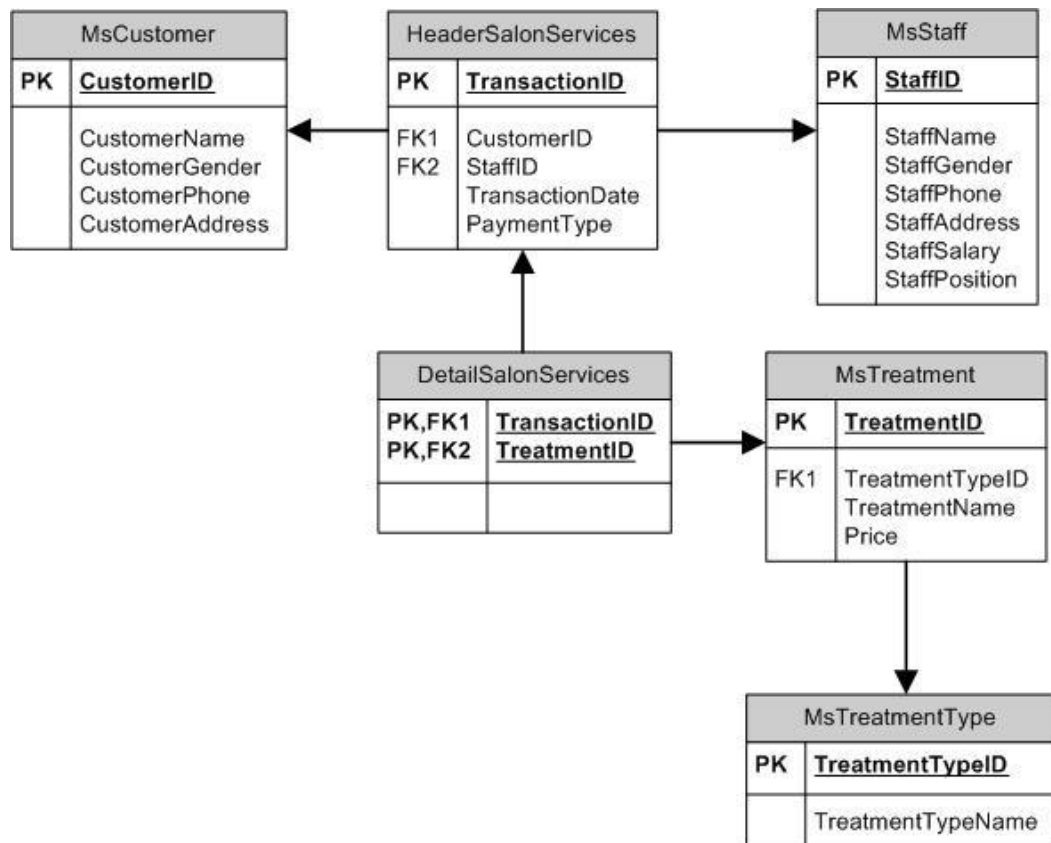 MsCustomer
PK CustomerID
CustomerName
CustomerGender
CustomerPhone
CustomerAddress
HeaderSalonServices
PK TransactionID
FK1 CustomerID
FK2 StaffID
TransactionDate
PaymentType
MsStaff
PK StaffID
StaffName
StaffGender
StaffPhone
StaffAddress
StaffSalary
StaffPosition
DetailSalonServices
PK,FK1 TransactionID
PK,FK2 TreatmentID
MsTreatment
PK TreatmentID
FK1 TreatmentTypeID
TreatmentName
Price
MsTreatmentType
PK TreatmentTypeID
TreatmentTypeName